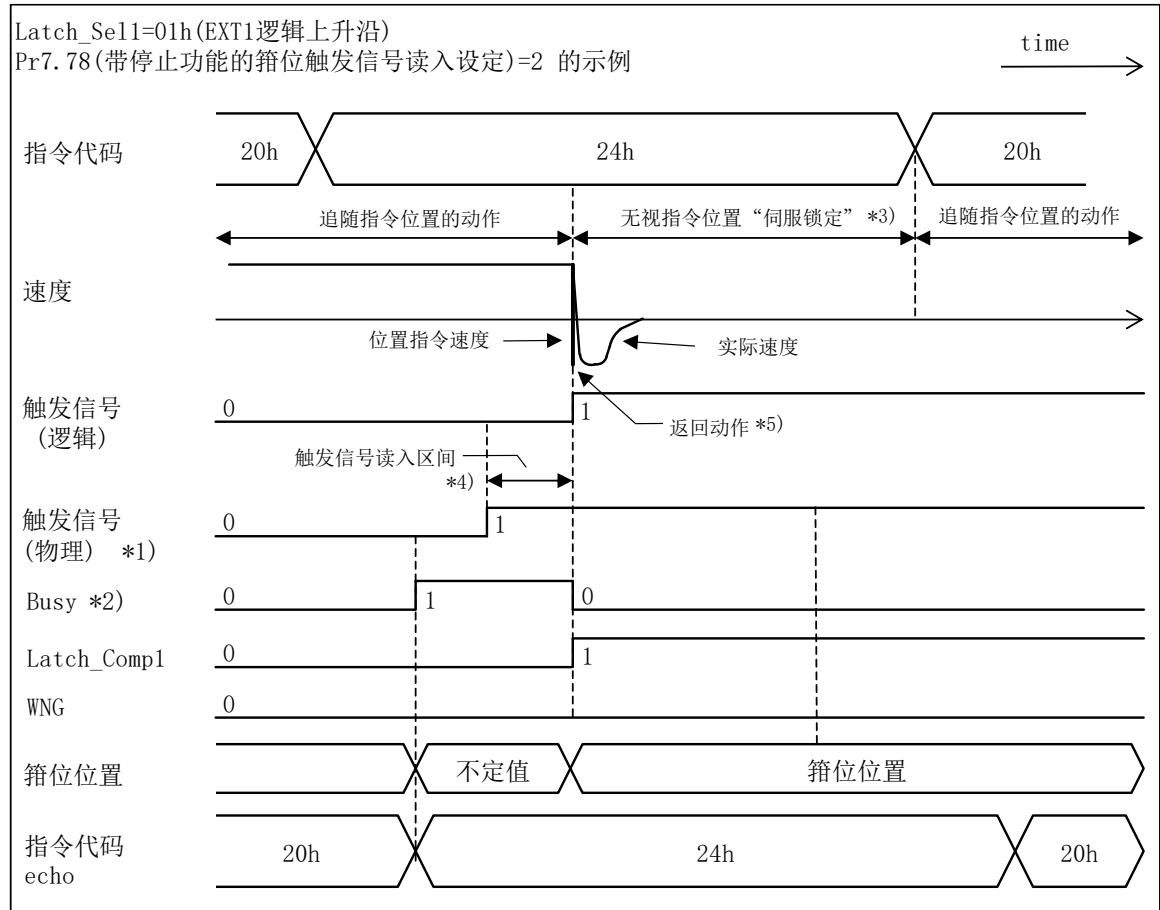 Latch_Sel1=01h(EXT1逻辑上升沿)
Pr7.78(带停止功能的箝位触发信号读入设定)=2 的示例
time
指令代码
20h
24h
20h
追随指令位置的动作
无视指令位置“伺服锁定” *3)
追随指令位置的动作
速度
位置指令速度
实际速度
触发信号
(逻辑)
0
1
返回动作 *5)
触发信号读入区间
*4)
触发信号
(物理) *1)
0
1
Busy *2)
0
1
0
Latch_Comp1
0
1
WNG
0
箝位位置
不定值
箝位位置
指令代码
echo
20h
24h
20h